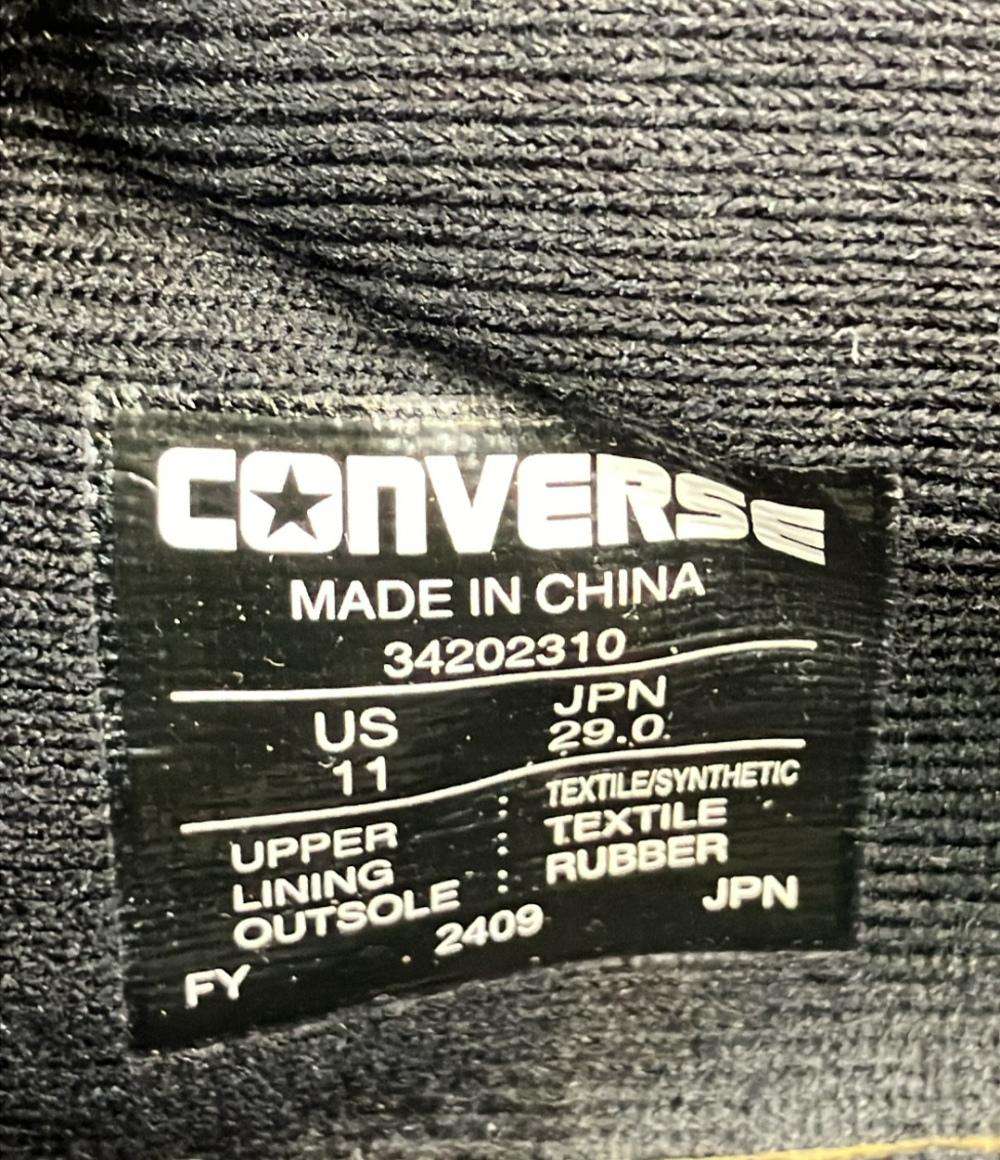 CONVERSE
MADE IN CHINA
34202310
US JPN
11 29.0
UPPER : TEXTILE/SYNTHETIC
LINING : TEXTILE
OUTSOLE : RUBBER
FY 2409 JPN